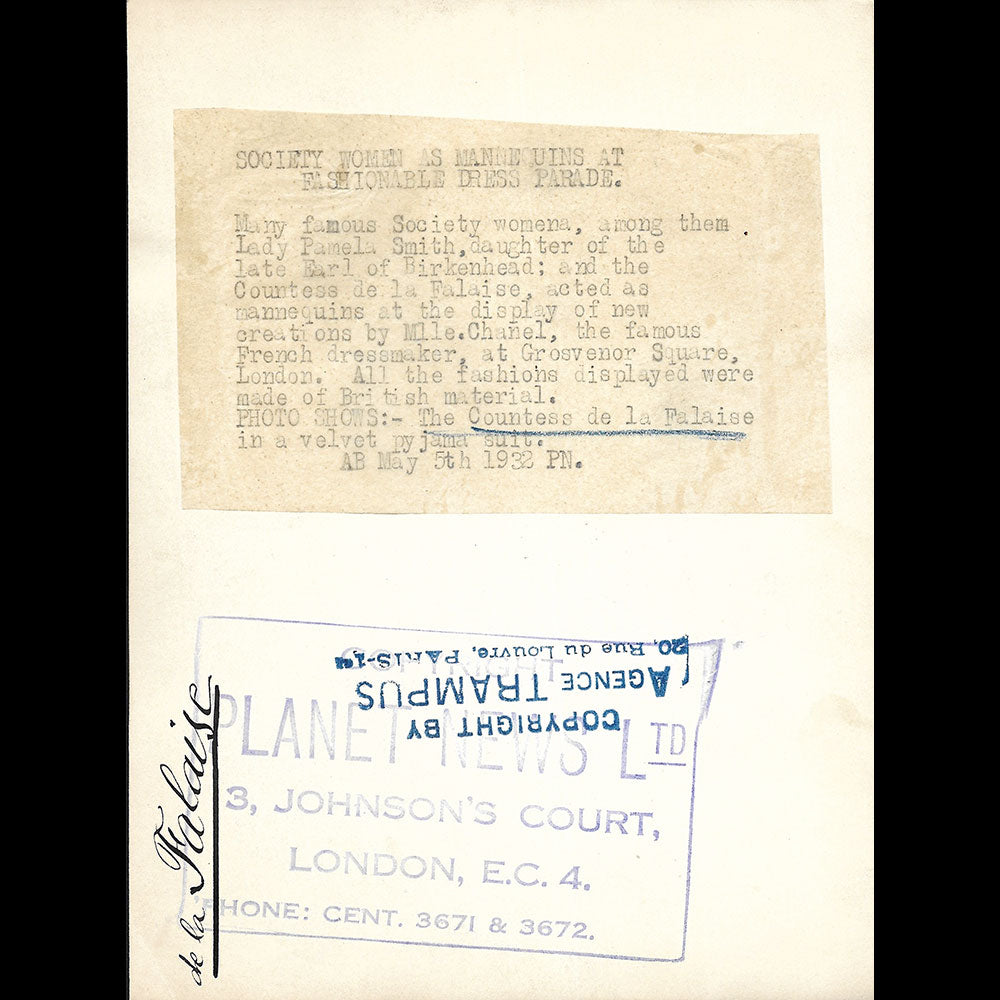 SOCIETY WOMEN AS MANNEQUINS AT
FASHIONABLE DRESS PARADE.
Many famous Society womena, among them
Lady Pamela Smith,daughter of the
late Earl of Birkenhead; and the
Countess de la Falaise, acted as
mannequins at the display of new
creations by Mlle.Chanel, the famous
French dressmaker, at Grosvenor Square,
London. All the fashions displayed were
made of British material.
PHOTO SHOWS:- The Countess de la Falaise
in a velvet pyjama suit.
AB May 5th 1932 PN.
COPYRIGHT BY
AGENCE TRAMPUS
20, Rue du Louvre, PARIS-1er
COPYRIGHT
PLANET NEWS LTD
3, JOHNSON'S COURT,
LONDON, E.C. 4.
PHONE: CENT. 3671 & 3672.
de la Falaise